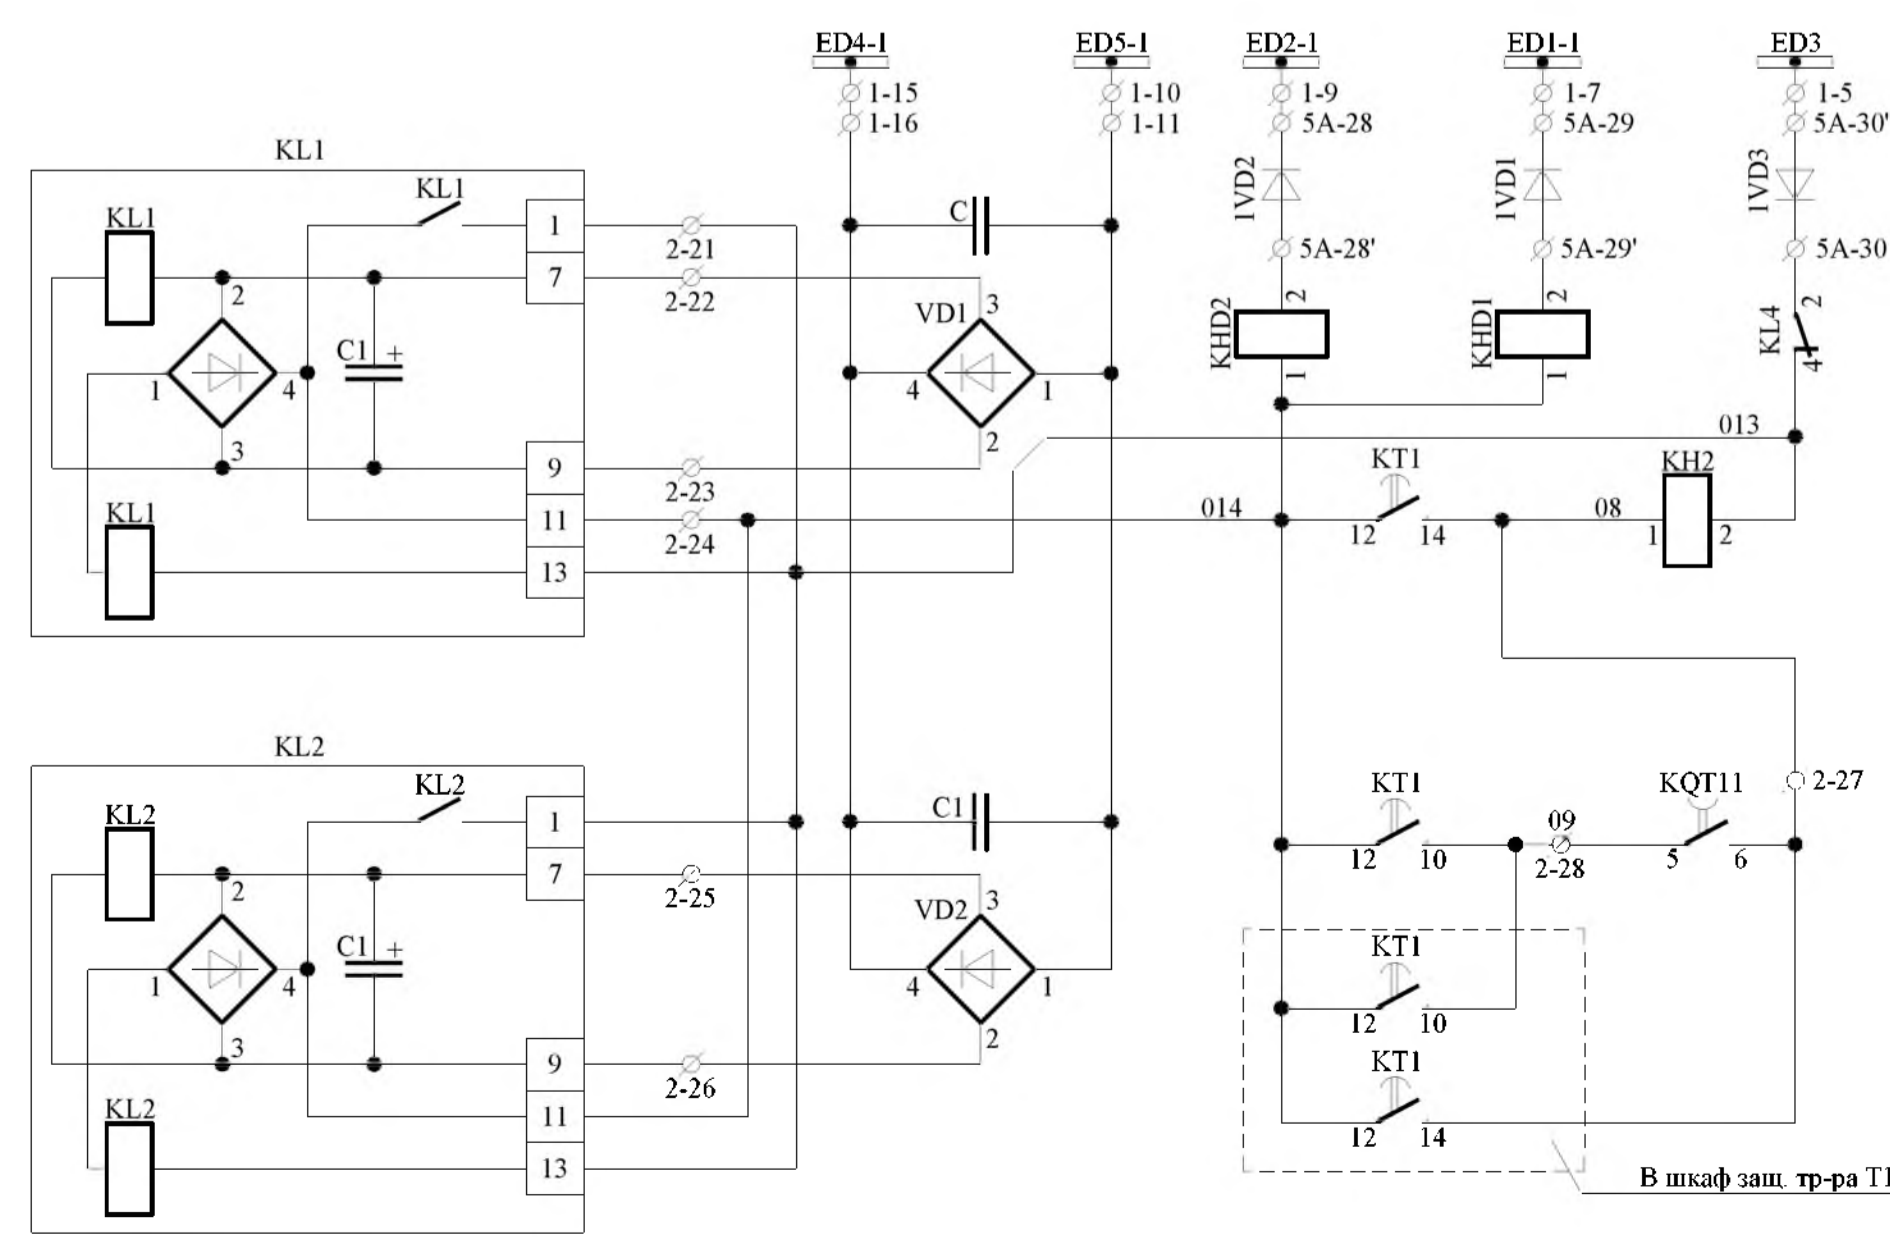 ED4-1 ED5-1 ED2-1 ED1-1 ED3
1-15 1-10 1-9 1-7 1-5
1-16 1-11 5A-28 5A-29 5A-30'
KL1
1VD2 1VD1 1VD3
KL1 KL1 1 2-21 C
5A-28' 5A-29' 5A-30
2 7 2-22 VD1 3
KHD2 2 1 KHD1 2 1 KL4 2 4
1 4 C1 + 4 1
3 9 2-23 2
013
KT1 KH2
KL1 11 2-24 014 12 14 08 1 2
13
KL2
KL2 KL2 1 C1
KT1 KQT11 2-27
2 7 2-25 VD2 3
12 10 09 2-28 5 6
1 4 C1 + 4 1
KT1
12 10
3 9 2-26 2
KT1
KL2 11 12 14
13
В шкаф защ. тр-ра Т1